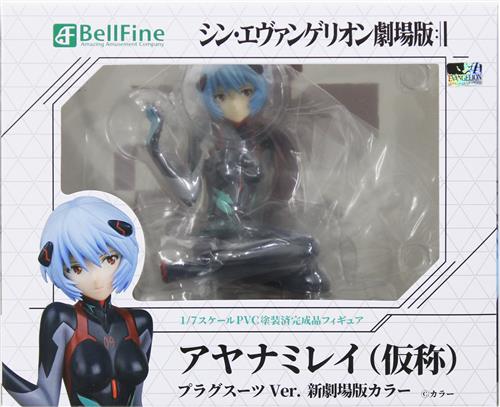 BellFine
Amazing Amusement Company
シン・エヴァンゲリオン劇場版:||
EVANGELION
09
1/7スケールPVC塗装済完成品フィギュア
アヤナミレイ(仮称)
プラグスーツ Ver. 新劇場版カラー
©カラー